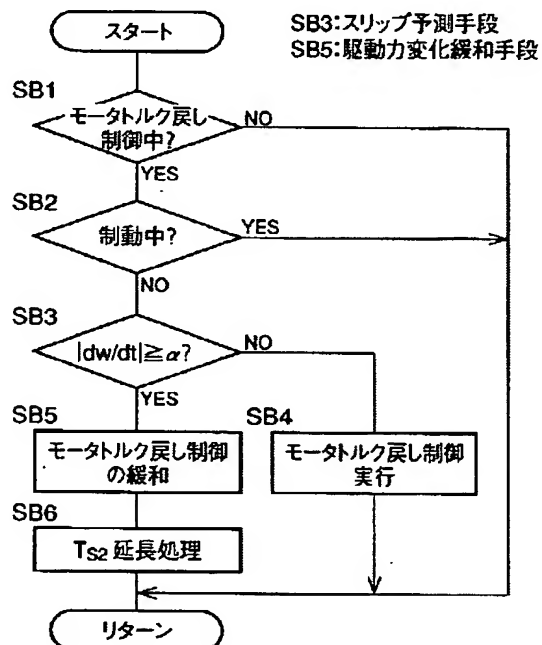 スタート
SB3:スリップ予測手段
SB5:駆動力変化緩和手段
SB1
モータトルク戻し
制御中?
NO
YES
SB2
制動中?
YES
NO
SB3
|dw/dt|≧α?
NO
YES
SB5
モータトルク戻し制御
の緩和
SB4
モータトルク戻し制御
実行
SB6
TS2 延長処理
リターン